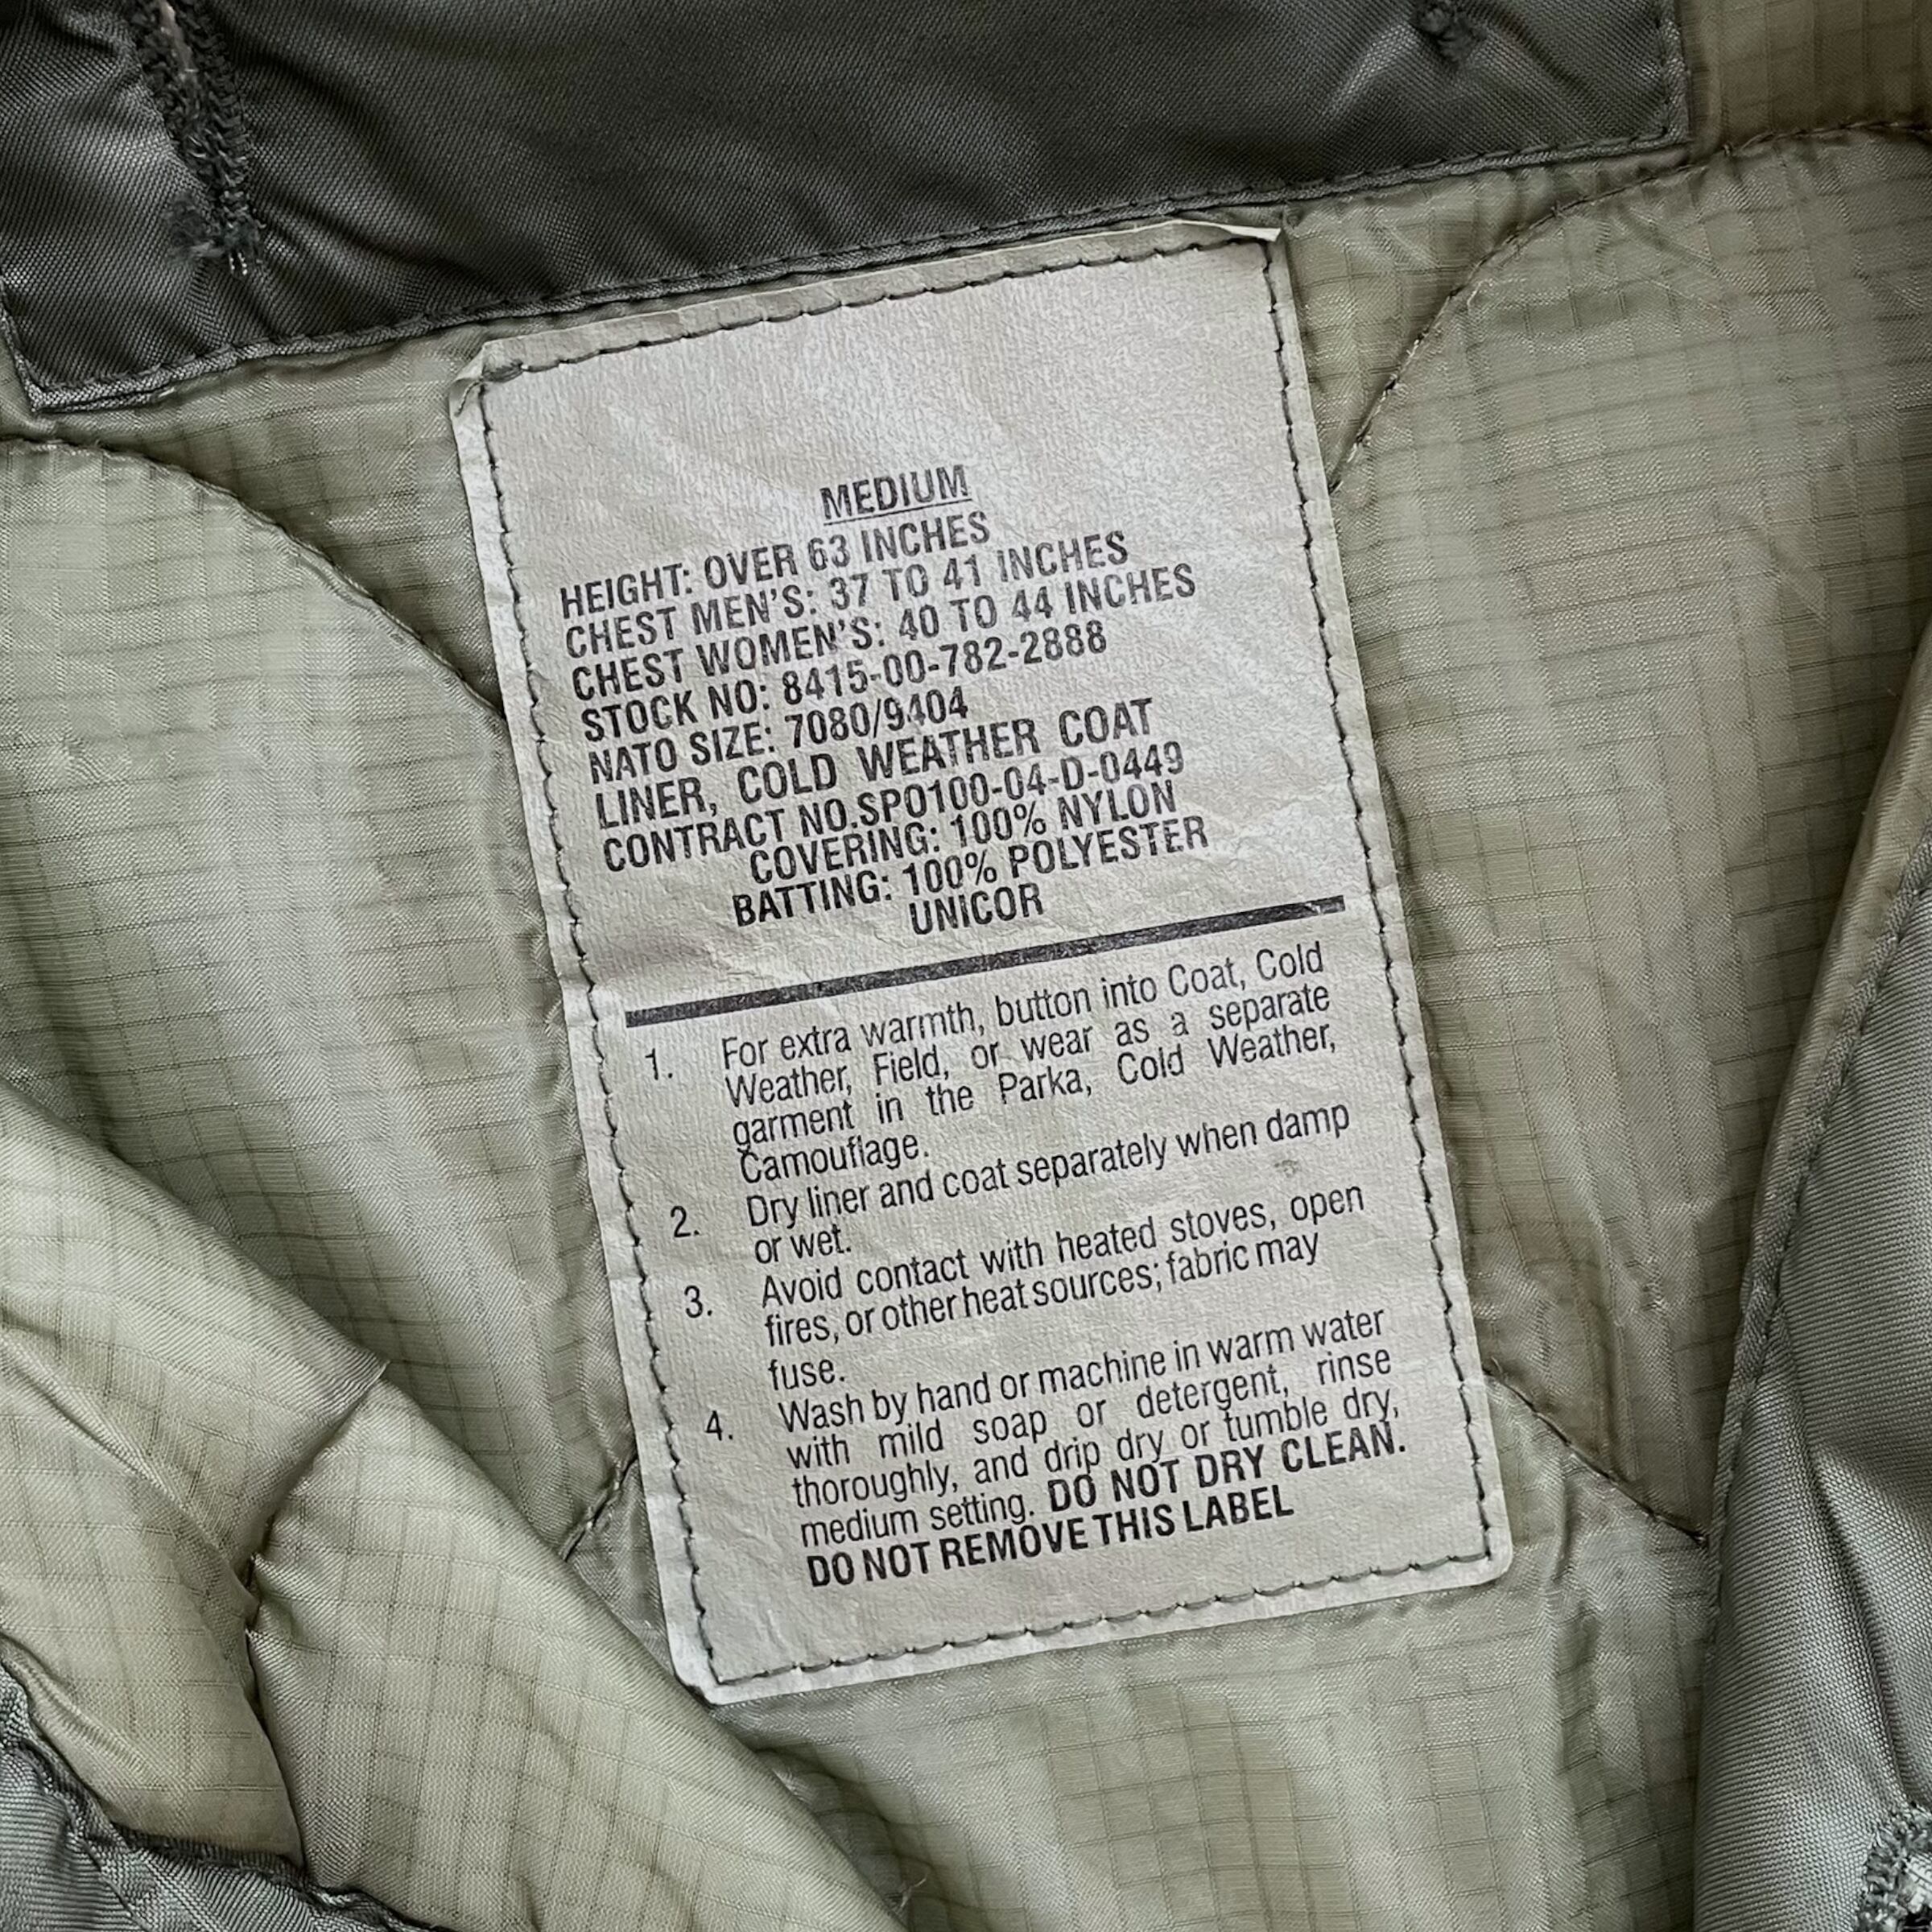 MEDIUM
HEIGHT: OVER 63 INCHES
CHEST MEN'S: 37 TO 41 INCHES
CHEST WOMEN'S: 40 TO 44 INCHES
STOCK NO: 8415-00-782-2888
NATO SIZE: 7080/9404
LINER, COLD WEATHER COAT
CONTRACT NO.SPO100-04-D-0449
COVERING: 100% NYLON
BATTING: 100% POLYESTER
UNICOR
1. For extra warmth, button into Coat, Cold
Weather, Field, or wear as a separate
garment in the Parka, Cold Weather,
Camouflage.
2. Dry liner and coat separately when damp
or wet.
3. Avoid contact with heated stoves, open
fires, or other heat sources; fabric may
fuse.
4. Wash by hand or machine in warm water
with mild soap or detergent, rinse
thoroughly, and drip dry or tumble dry,
medium setting. DO NOT DRY CLEAN.
DO NOT REMOVE THIS LABEL